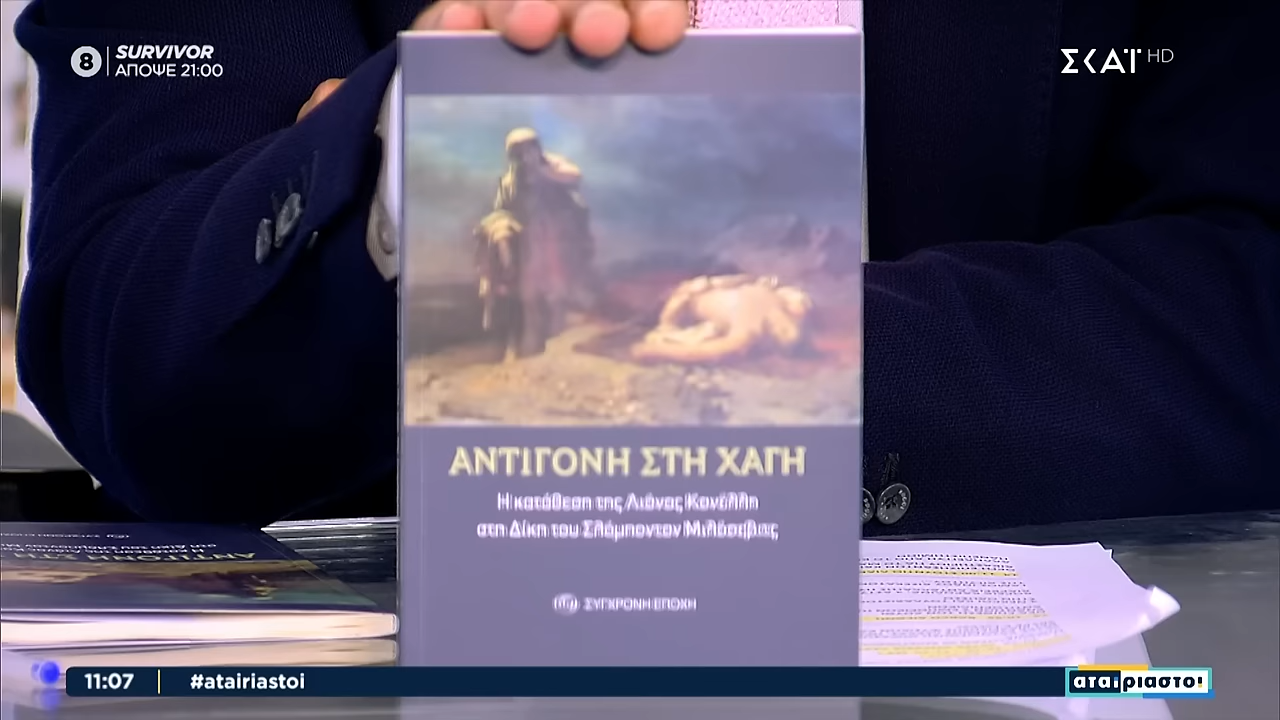 8 SURVIVOR
ΑΠΟΨΕ 21:00
ΣΚΑΪ HD
ΑΝΤΙΓΟΝΗ ΣΤΗ ΧΑΓΗ
Η κατάθεση της Λιάνας Κανέλλη
στη Δίκη του Σλόμπονταν Μιλόσεβιτς
ΣΥΓΧΡΟΝΗ ΕΠΟΧΗ
11:07 #atairiastoi
αταίριαστοι